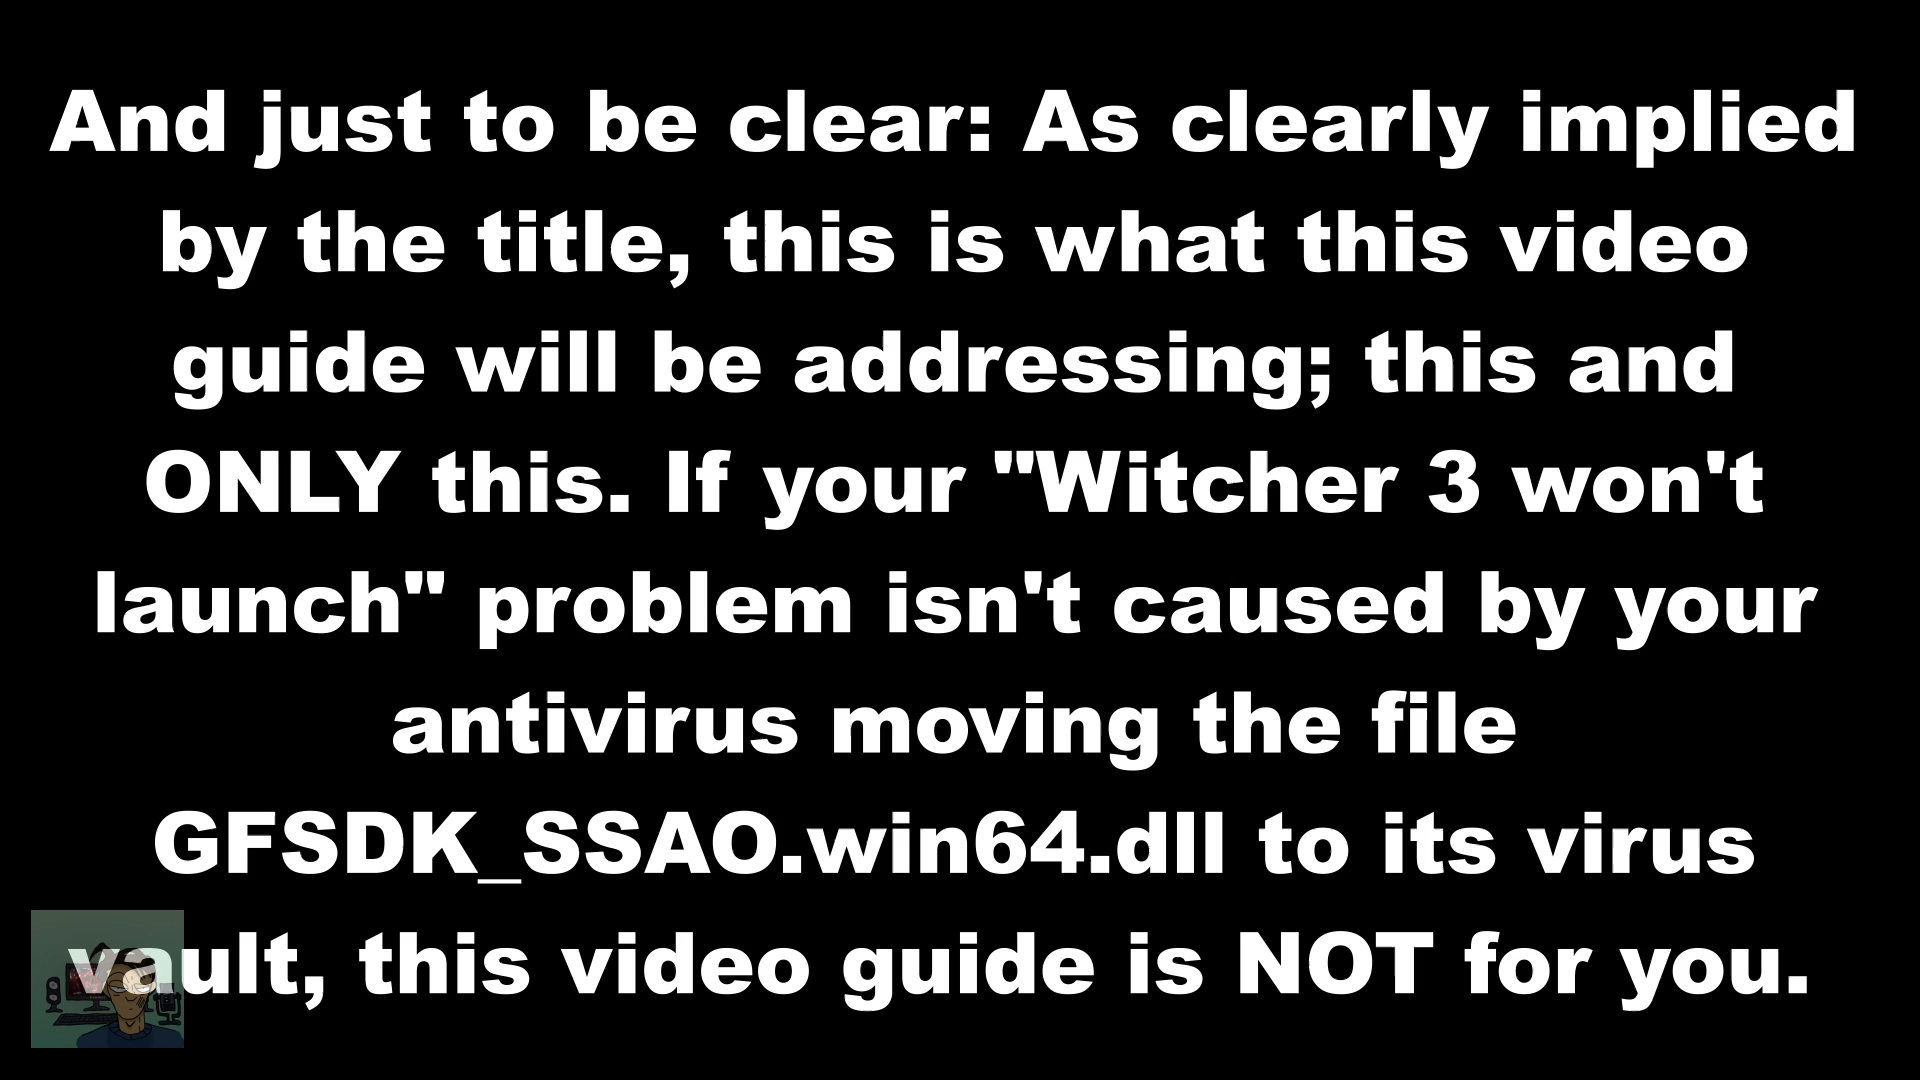 And just to be clear: As clearly implied
by the title, this is what this video
guide will be addressing; this and
ONLY this. If your "Witcher 3 won't
launch" problem isn't caused by your
antivirus moving the file
GFSDK_SSAO.win64.dll to its virus
vault, this video guide is NOT for you.